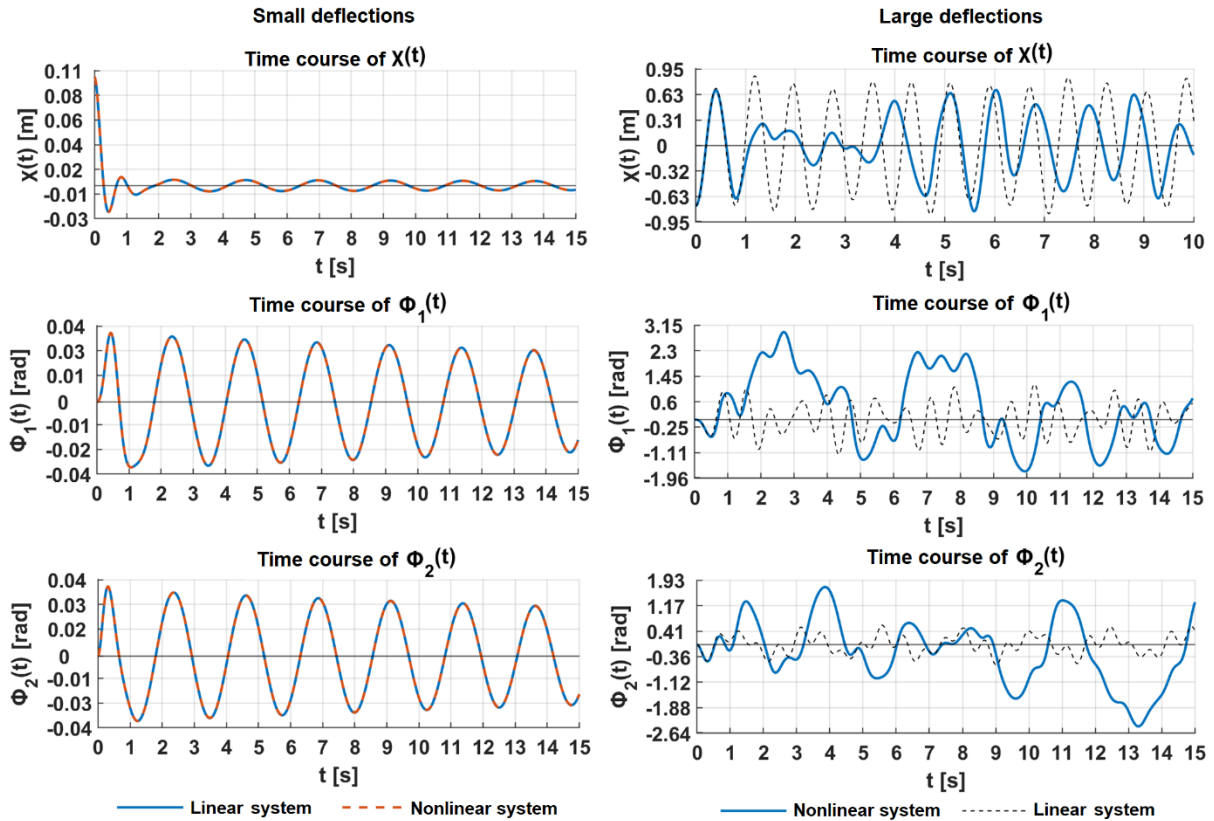 Small deflections
Time course of X(t)
X(t) [m]
0.11
0.08
0.06
0.02
-0.01
-0.03
0 1 2 3 4 5 6 7 8 9 10 11 12 13 14 15
t [s]
Time course of Φ1(t)
Φ1(t) [rad]
0.04
0.03
0.01
0
-0.02
-0.04
0 1 2 3 4 5 6 7 8 9 10 11 12 13 14 15
t [s]
Time course of Φ2(t)
Φ2(t) [rad]
0.04
0.03
0.02
0
-0.01
-0.03
-0.04
0 1 2 3 4 5 6 7 8 9 10 11 12 13 14 15
t [s]
Linear system Nonlinear system
Large deflections
Time course of X(t)
X(t) [m]
0.95
0.63
0.31
0
-0.32
-0.63
-0.95
0 1 2 3 4 5 6 7 8 9 10
t [s]
Time course of Φ1(t)
Φ1(t) [rad]
3.15
2.3
1.45
0.6
-0.25
-1.11
-1.96
0 1 2 3 4 5 6 7 8 9 10 11 12 13 14 15
t [s]
Time course of Φ2(t)
Φ2(t) [rad]
1.93
1.17
0.41
-0.36
-1.12
-1.88
-2.64
0 1 2 3 4 5 6 7 8 9 10 11 12 13 14 15
t [s]
Nonlinear system Linear system